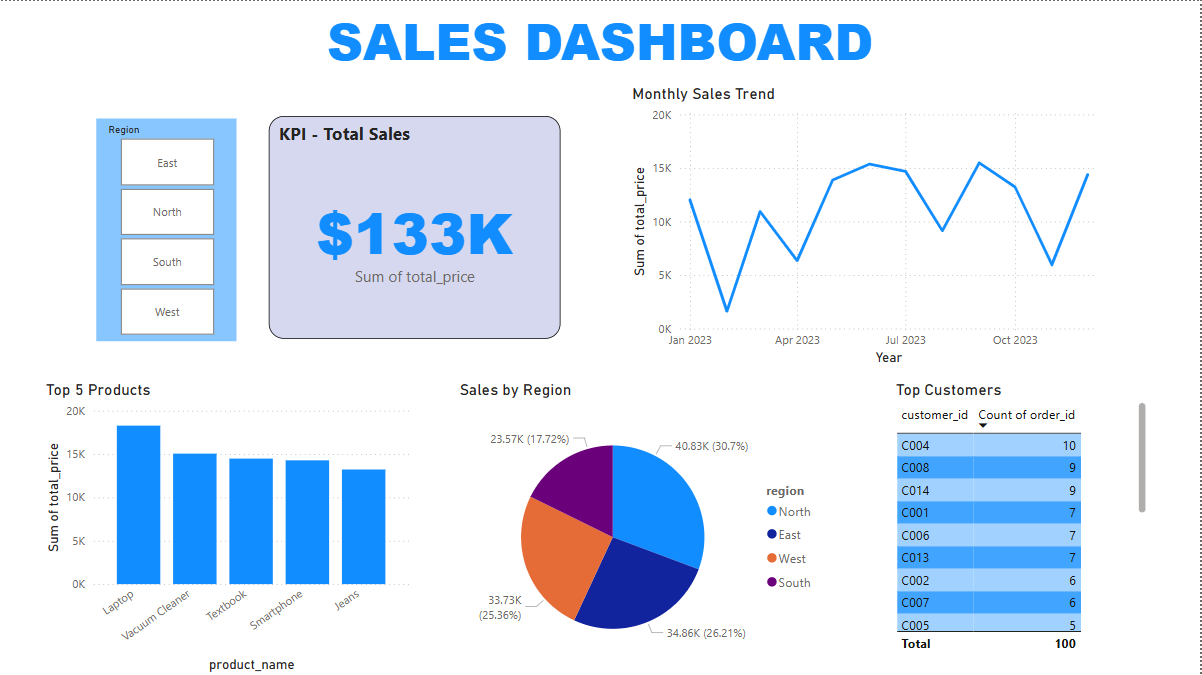 SALES DASHBOARD
Region
East
North
South
West
KPI - Total Sales
$133K
Sum of total_price
Monthly Sales Trend
Sum of total_price
20K
15K
10K
5K
0K
Jan 2023 Apr 2023 Jul 2023 Oct 2023
Year
Top 5 Products
Sum of total_price
20K
15K
10K
5K
0K
Laptop
Vacuum Cleaner
Textbook
Smartphone
Jeans
product_name
Sales by Region
23.57K (17.72%)
40.83K (30.7%)
33.73K
(25.36%)
34.86K (26.21%)
region
North
East
West
South
Top Customers
customer_id Count of order_id
C004 10
C008 9
C014 9
C001 7
C006 7
C013 7
C002 6
C007 6
C005 5
Total 100